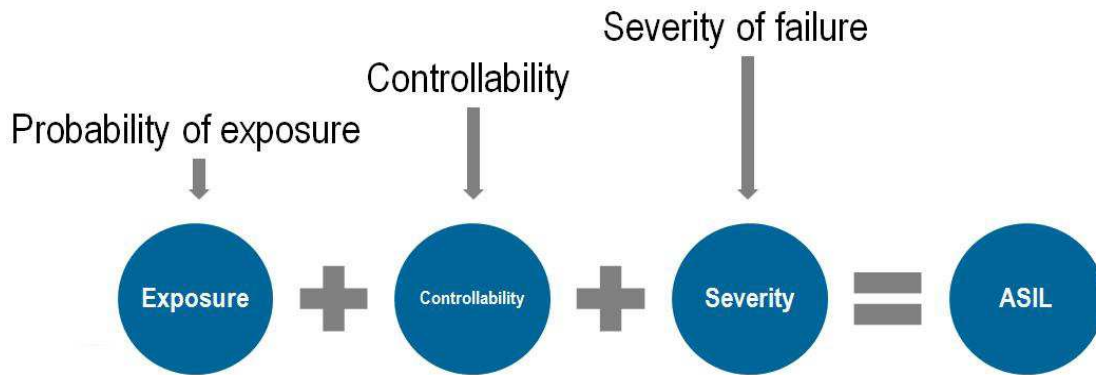 Severity of failure
Controllability
Probability of exposure
Exposure
Controllability
Severity
ASIL